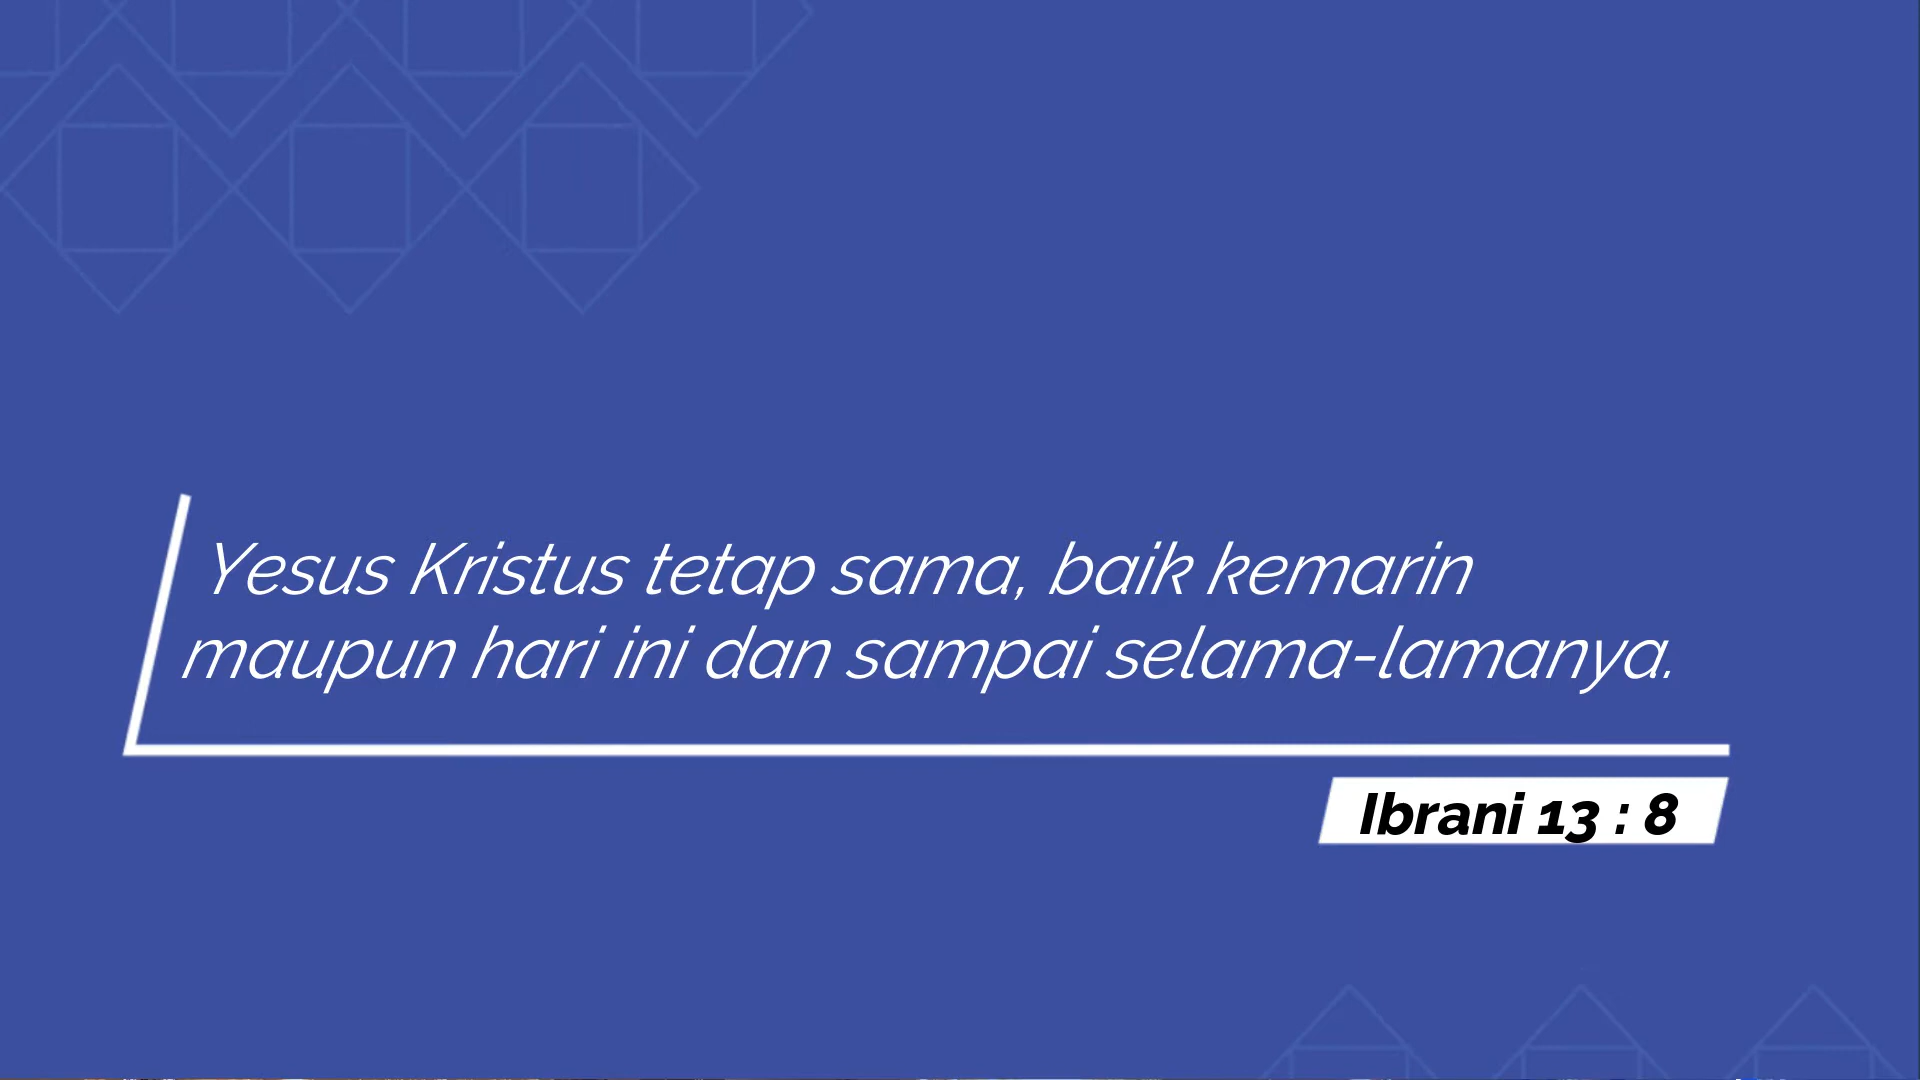 Yesus Kristus tetap sama, baik kemarin
maupun hari ini dan sampai selama-lamanya.
Ibrani 13 : 8